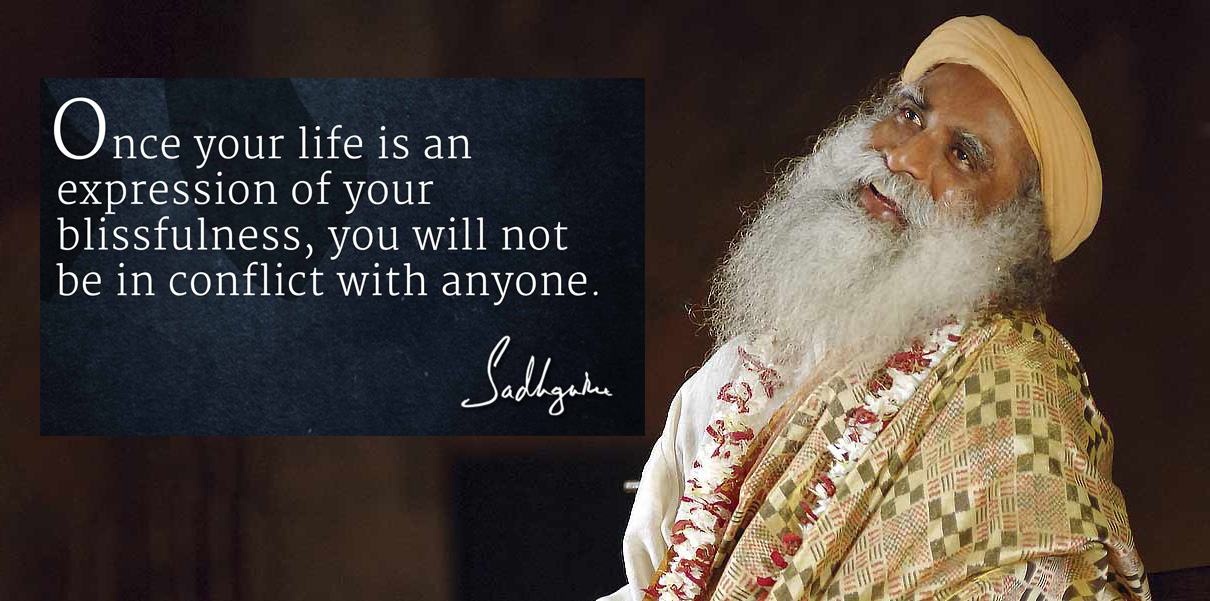 Once your life is an
expression of your
blissfulness, you will not
be in conflict with anyone.
Sadhguru